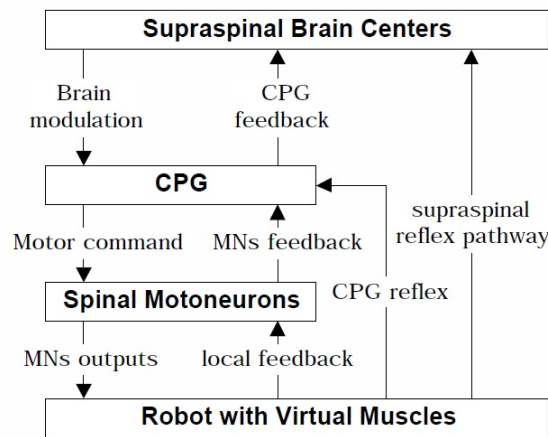 Supraspinal Brain Centers
Brain
modulation
CPG
feedback
CPG
supraspinal
reflex pathway
Motor command
MNs feedback
CPG reflex
Spinal Motoneurons
MNs outputs
local feedback
Robot with Virtual Muscles